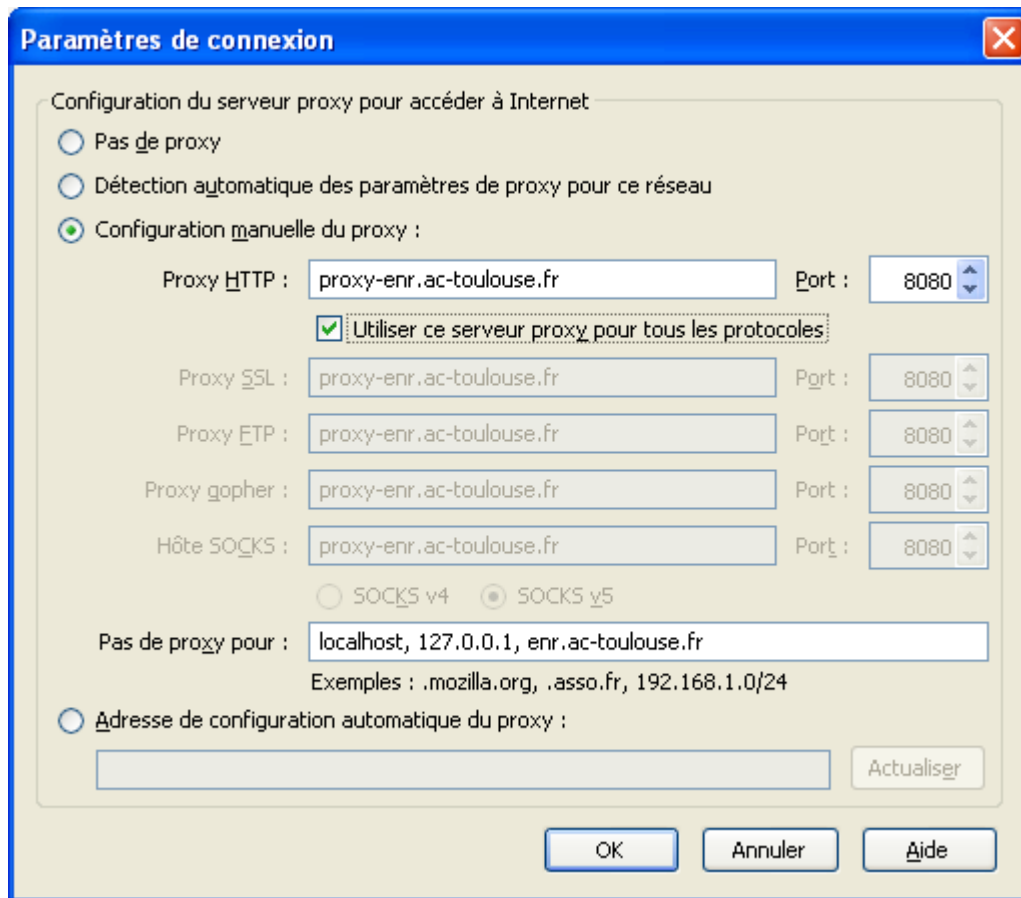 Paramètres de connexion
Configuration du serveur proxy pour accéder à Internet
Pas de proxy
Détection automatique des paramètres de proxy pour ce réseau
Configuration manuelle du proxy :
Proxy HTTP : proxy-enr.ac-toulouse.fr Port : 8080
Utiliser ce serveur proxy pour tous les protocoles
Proxy SSL : proxy-enr.ac-toulouse.fr Port : 8080
Proxy FTP : proxy-enr.ac-toulouse.fr Port : 8080
Proxy gopher : proxy-enr.ac-toulouse.fr Port : 8080
Hôte SOCKS : proxy-enr.ac-toulouse.fr Port : 8080
SOCKS v4 SOCKS v5
Pas de proxy pour : localhost, 127.0.0.1, enr.ac-toulouse.fr
Exemples : .mozilla.org, .asso.fr, 192.168.1.0/24
Adresse de configuration automatique du proxy :
Actualiser
OK Annuler Aide